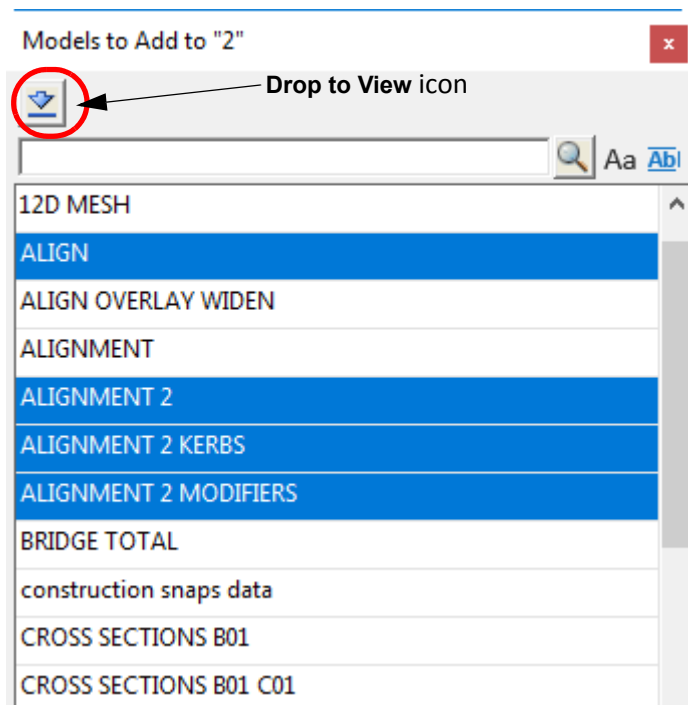 Models to Add to "2"
x
Drop to View icon
Aa Abl
12D MESH
ALIGN
ALIGN OVERLAY WIDEN
ALIGNMENT
ALIGNMENT 2
ALIGNMENT 2 KERBS
ALIGNMENT 2 MODIFIERS
BRIDGE TOTAL
construction snaps data
CROSS SECTIONS B01
CROSS SECTIONS B01 C01